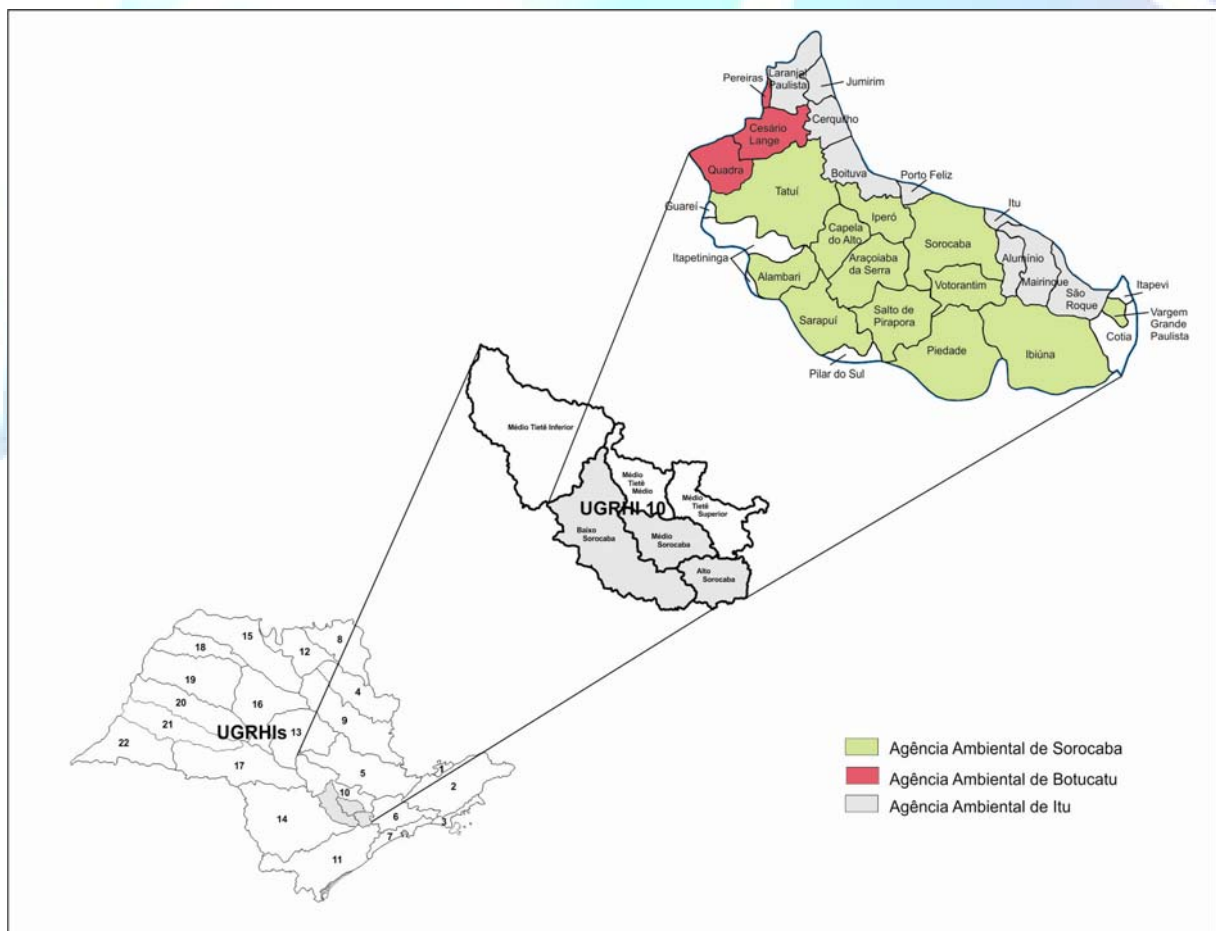 Pereiras
Laranjal
Paulista
Jumirim
Cerquilho
Cesário
Lange
Quadra
Boituva
Porto Feliz
Tatuí
Guareí
Itu
Iperó
Capela
do Alto
Sorocaba
Itapetininga
Alumínio
Araçoiaba
da Serra
Alambari
Mairinque
Itapevi
Votorantim
São
Roque
Vargem
Grande
Paulista
Sarapuí
Salto de
Pirapora
Cotia
Piedade
Ibiúna
Pilar do Sul
Médio Tietê Inferior
Médio
Tietê
Médio
Médio
Tietê
Superior
UGRHI 10
Baixo
Sorocaba
Médio
Sorocaba
Alto
Sorocaba
15
8
18
12
19
4
20
16
9
21
UGRHIs
13
22
17
5
1
2
10
14
6
3
7
11
Agência Ambiental de Sorocaba
Agência Ambiental de Botucatu
Agência Ambiental de Itu